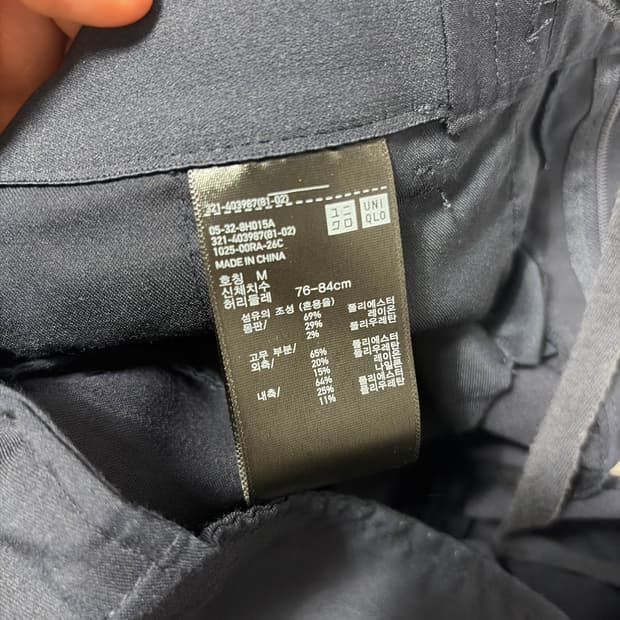 321-403987(81-02)
ユニ
クロ
UNI
QLO
05-32-8H015A
321-403987(81-02)
1025-00RA-26C
MADE IN CHINA
호칭 M
신체치수
허리둘레 76-84cm
섬유의 조성 (혼용율)
몸판/ 69% 폴리에스터
29% 레이온
2% 폴리우레탄
고무 부분/
외측/ 65% 폴리에스터
20% 폴리우레탄
15% 레이온
내측/ 64% 나일론
25% 폴리에스터
11% 폴리우레탄